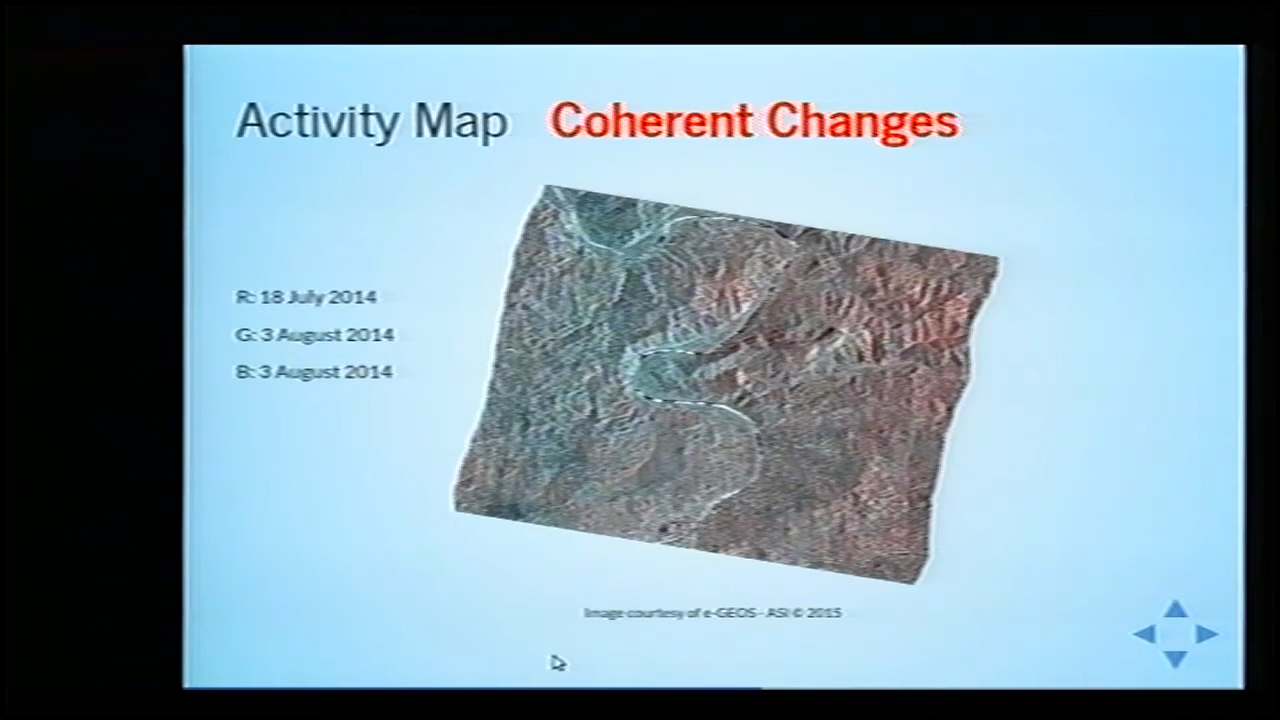 Activity Map Coherent Changes
R: 18 July 2014
G: 3 August 2014
B: 3 August 2014
Image courtesy of e-GEOS - ASI © 2015